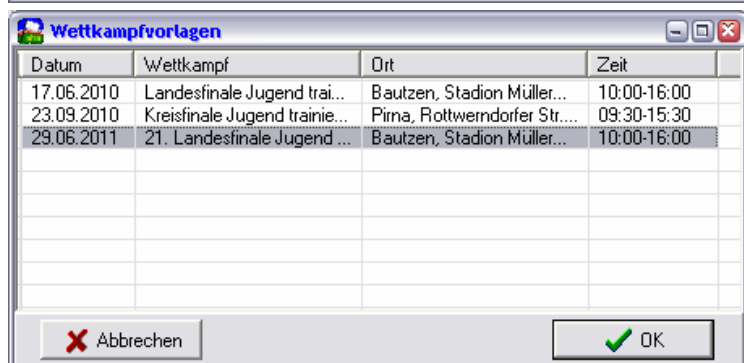 Wettkampfvorlagen
Datum Wettkampf Ort Zeit
17.06.2010 Landesfinale Jugend trai... Bautzen, Stadion Müller... 10:00-16:00
23.09.2010 Kreisfinale Jugend trainie... Pirna, Rottwerndorfer Str.... 09:30-15:30
29.06.2011 21. Landesfinale Jugend ... Bautzen, Stadion Müller... 10:00-16:00
Abbrechen OK